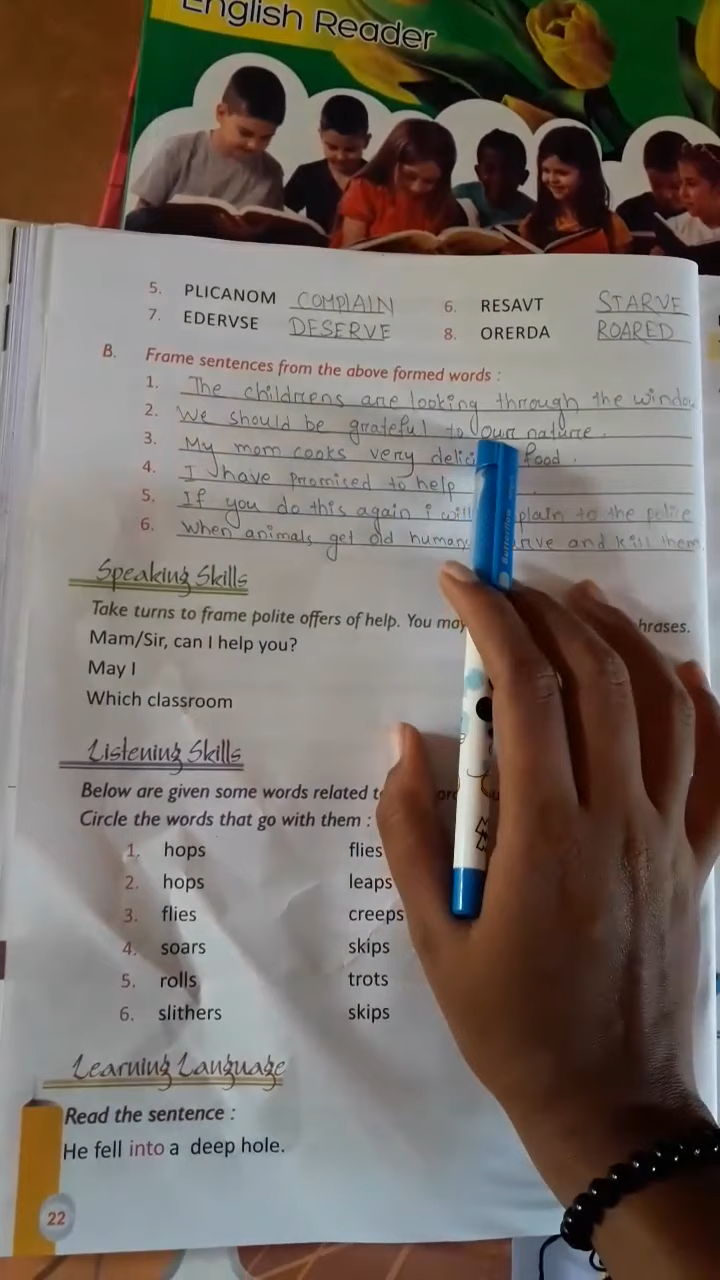 English Reader
5. PLICANOM COMPLAIN 6. RESAVT STARVE
7. EDERVSE DESERVE 8. ORERDA ROARED
B. Frame sentences from the above formed words :
1. The childrens are looking through the window
2. We should be grateful to our nature.
3. My mom cooks very food.
4. I have promised to help
5. If you do this again i will plain to the police
6. When animals get old humans and kill them.
Speaking Skills
Take turns to frame polite offers of help. You may hrases.
Mam/Sir, can I help you?
May I
Which classroom
Listening Skills
Below are given some words related
Circle the words that go with them :
1. hops flies
2. hops leaps
3. flies creeps
4. soars skips
5. rolls trots
6. slithers skips
Learning Language
Read the sentence :
He fell into a deep hole.
22